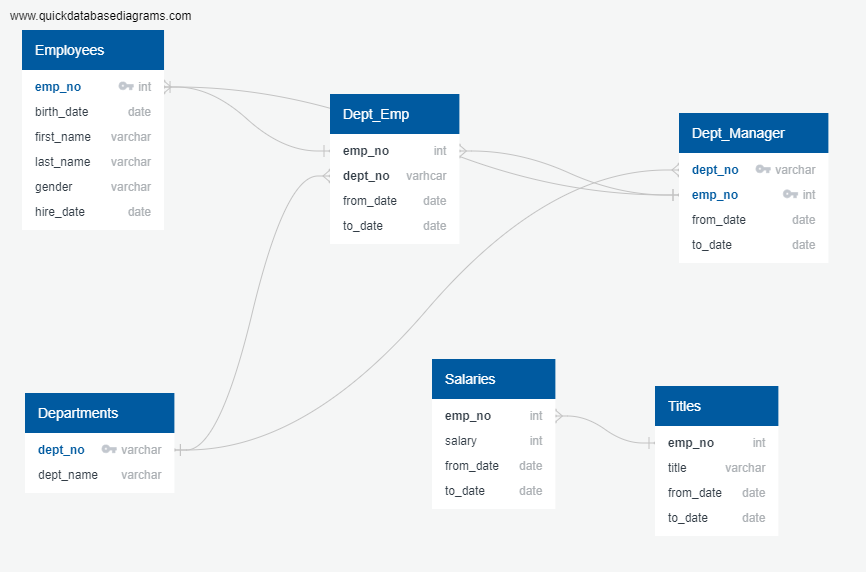 www.quickdatabasediagrams.com
Employees
emp_no int
birth_date date
first_name varchar
last_name varchar
gender varchar
hire_date date
Dept_Emp
emp_no int
dept_no varhcar
from_date date
to_date date
Dept_Manager
dept_no varchar
emp_no int
from_date date
to_date date
Departments
dept_no varchar
dept_name varchar
Salaries
emp_no int
salary int
from_date date
to_date date
Titles
emp_no int
title varchar
from_date date
to_date date